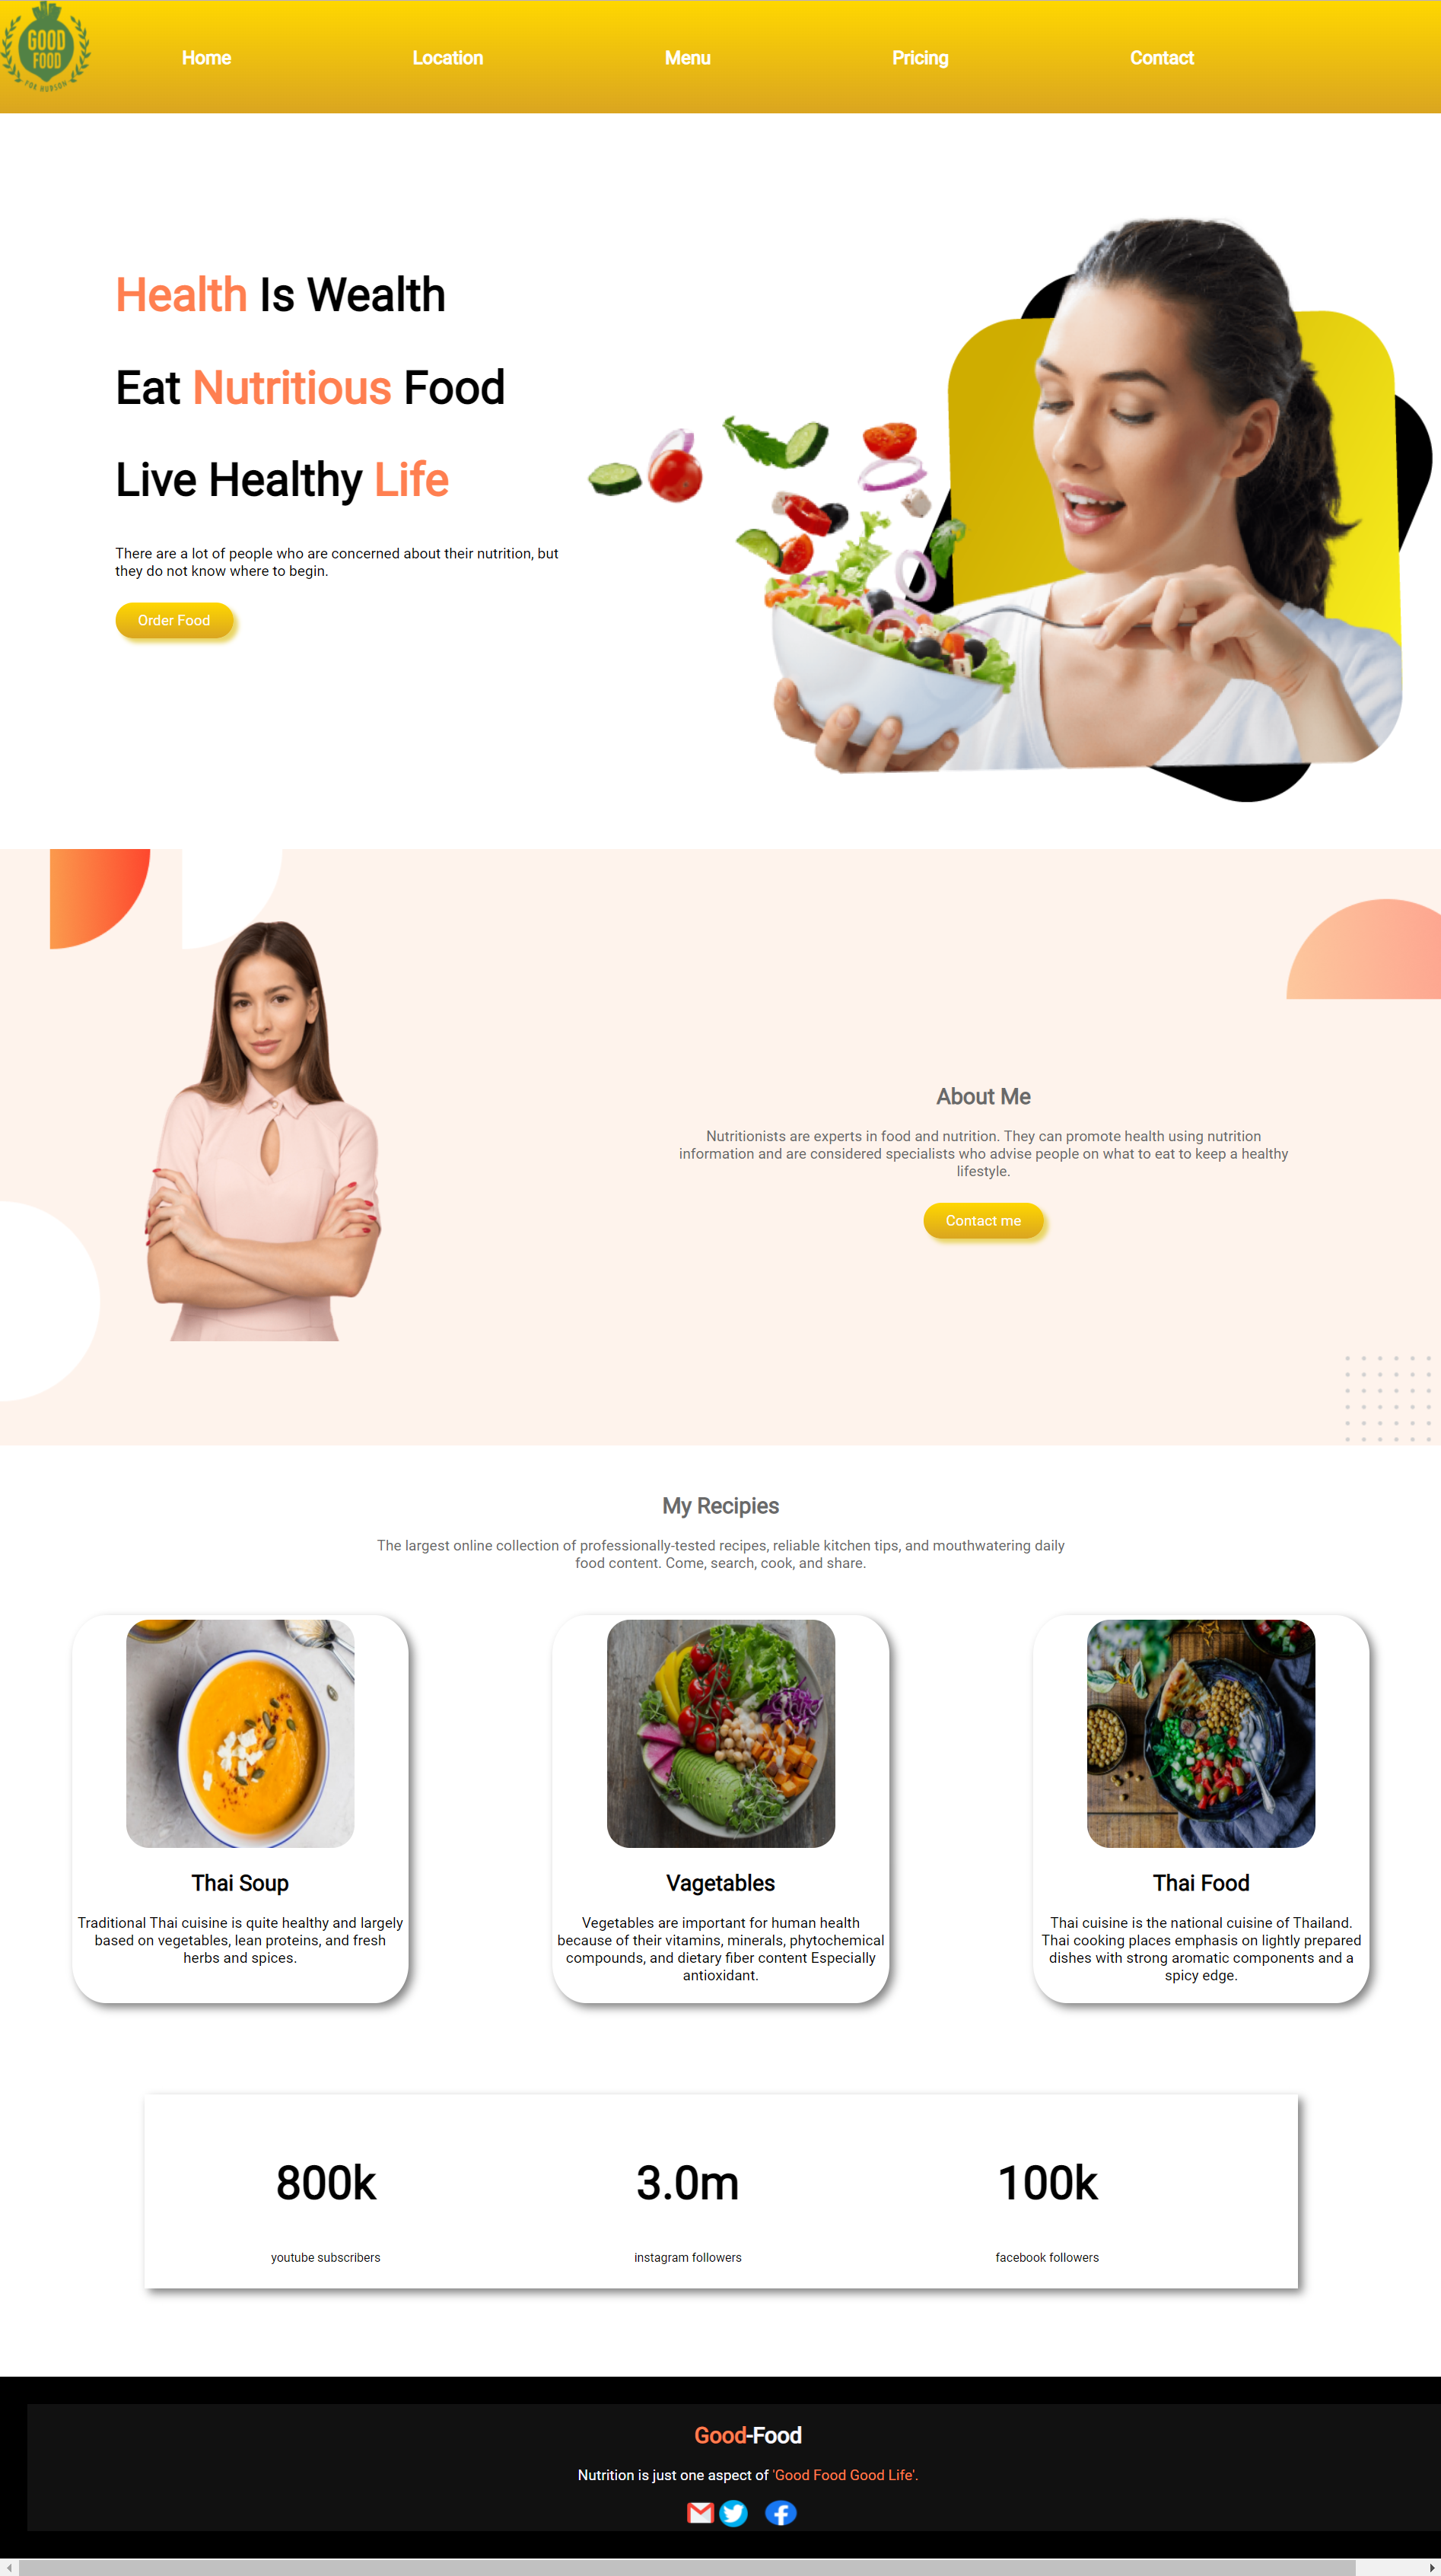 GOOD
FOOD
FOR HUDSON
Home Location Menu Pricing Contact
Health Is Wealth
Eat Nutritious Food
Live Healthy Life
There are a lot of people who are concerned about their nutrition, but
they do not know where to begin.
Order Food
About Me
Nutritionists are experts in food and nutrition. They can promote health using nutrition
information and are considered specialists who advise people on what to eat to keep a healthy
lifestyle.
Contact me
My Recipies
The largest online collection of professionally-tested recipes, reliable kitchen tips, and mouthwatering daily
food content. Come, search, cook, and share.
Thai Soup
Traditional Thai cuisine is quite healthy and largely
based on vegetables, lean proteins, and fresh
herbs and spices.
Vagetables
Vegetables are important for human health
because of their vitamins, minerals, phytochemical
compounds, and dietary fiber content Especially
antioxidant.
Thai Food
Thai cuisine is the national cuisine of Thailand.
Thai cooking places emphasis on lightly prepared
dishes with strong aromatic components and a
spicy edge.
800k
youtube subscribers
3.0m
instagram followers
100k
facebook followers
Good-Food
Nutrition is just one aspect of 'Good Food Good Life'.